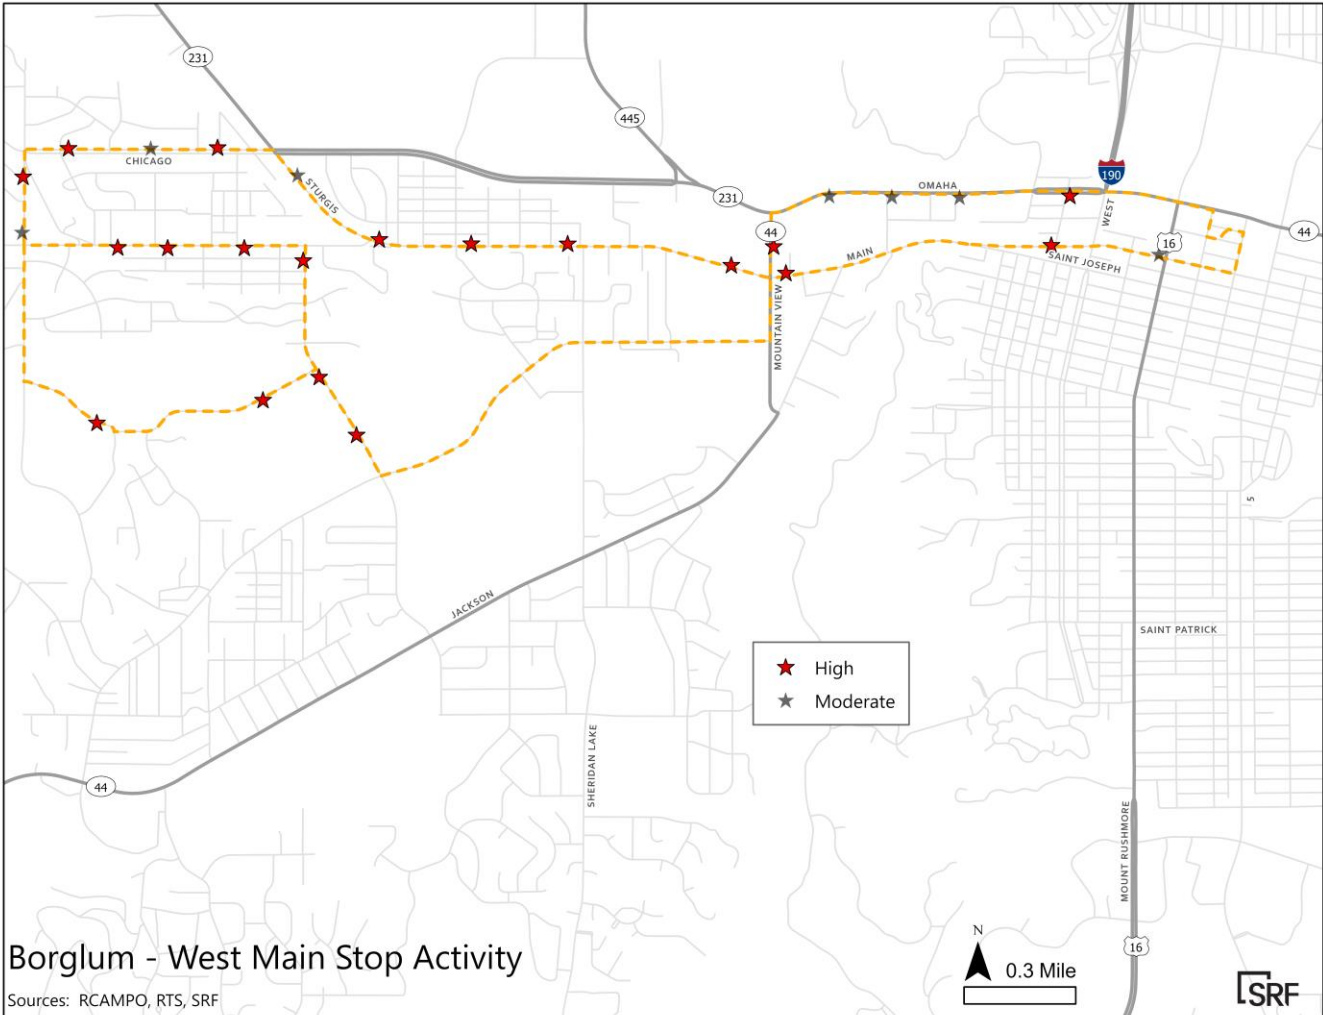 231
445
CHICAGO
STURGIS
231
OMAHA
190
WEST
44
44
16
MAIN
SAINT JOSEPH
MOUNTAIN VIEW
5
JACKSON
SAINT PATRICK
High
Moderate
SHERIDAN LAKE
44
MOUNT RUSHMORE
16
Borglum - West Main Stop Activity
Sources: RCAMPO, RTS, SRF
N
0.3 Mile
SRF